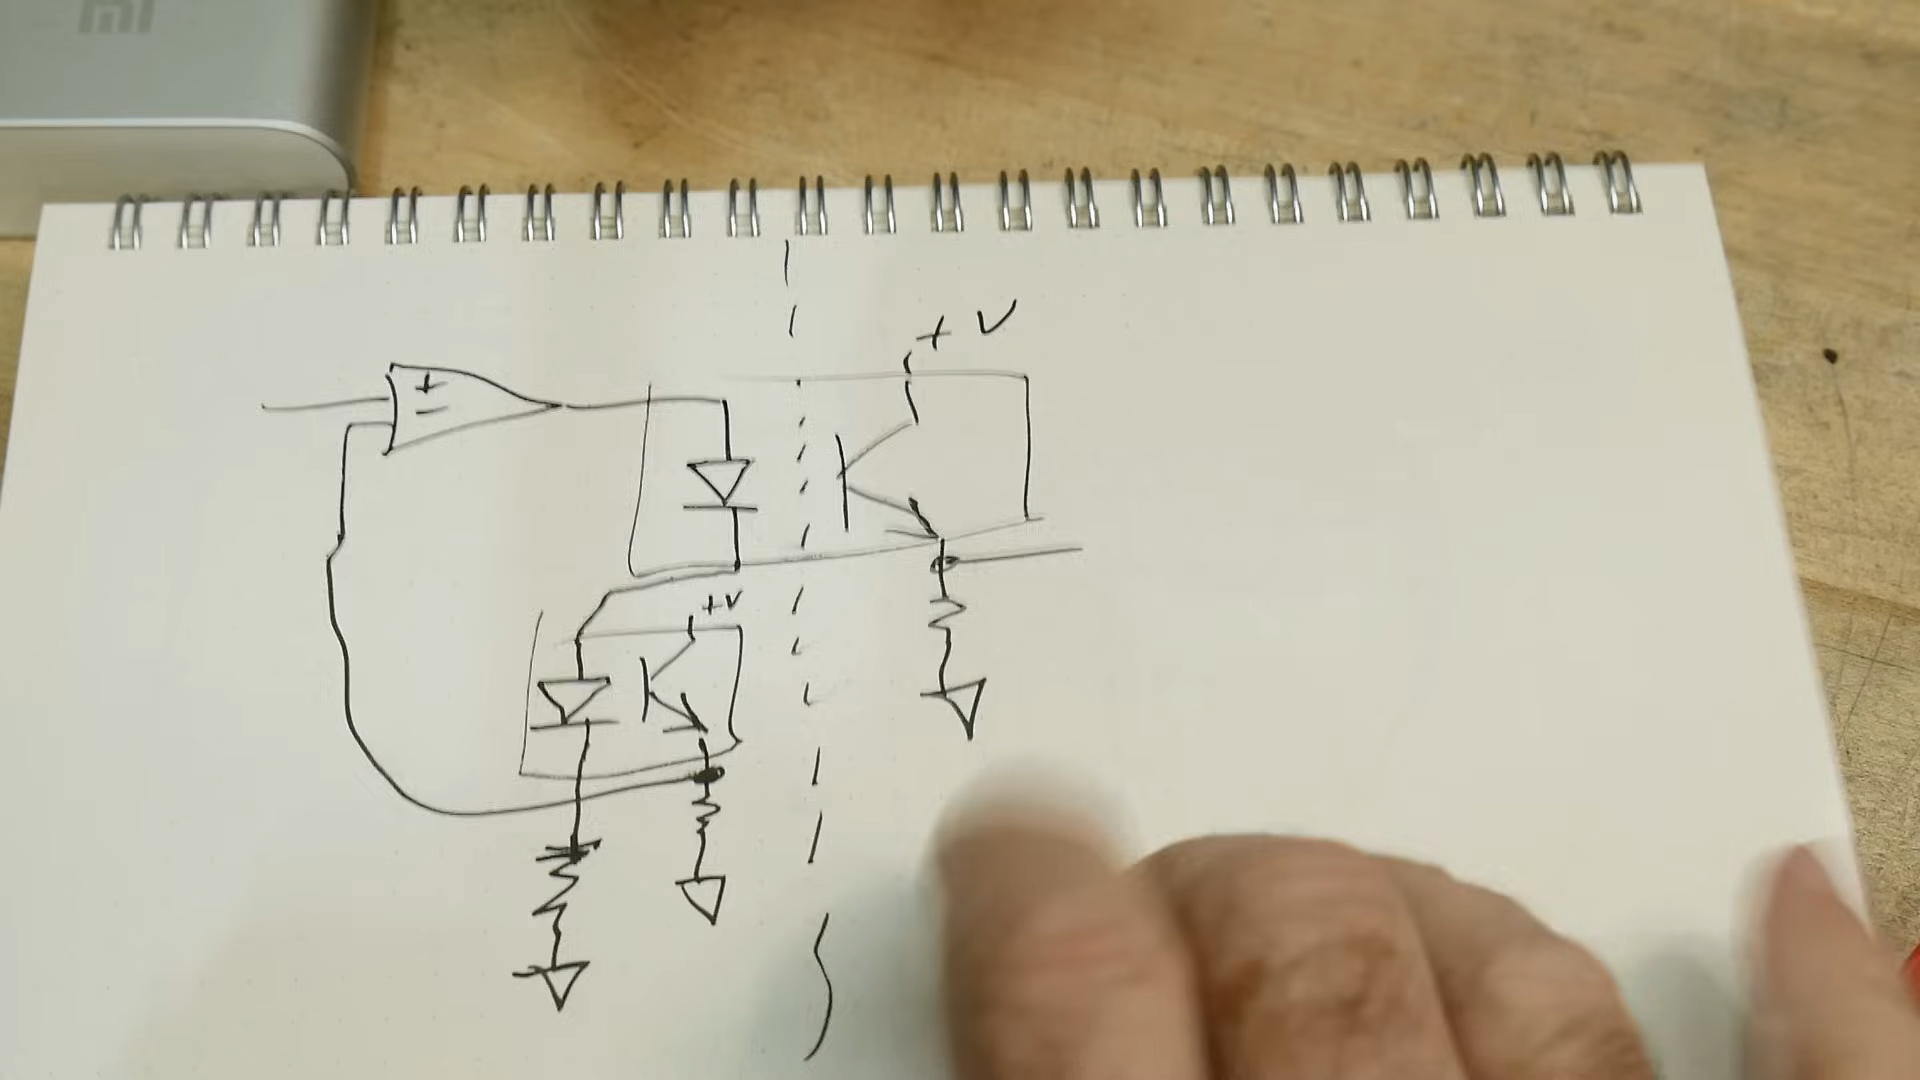 mi
+ V
+
−
+V